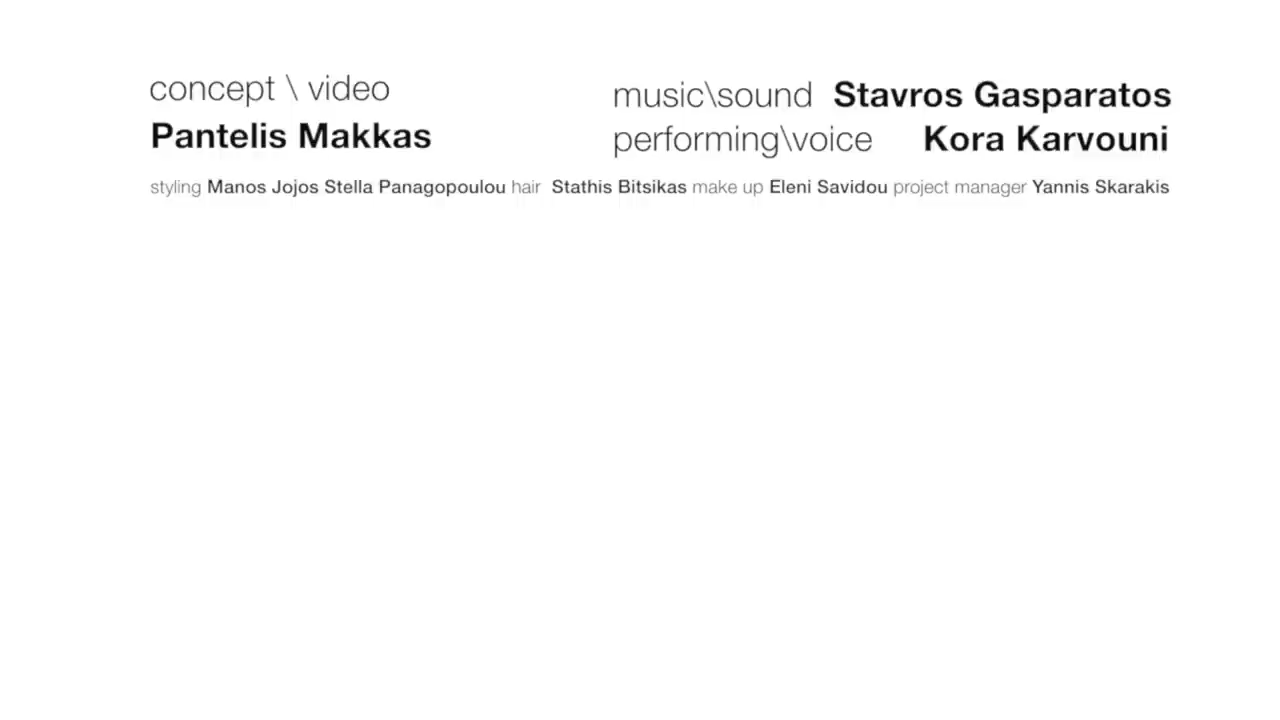 concept \ video
Pantelis Makkas
music\sound Stavros Gasparatos
performing\voice Kora Karvouni
styling Manos Jojos Stella Panagopoulou hair Stathis Bitsikas make up Eleni Savidou project manager Yannis Skarakis